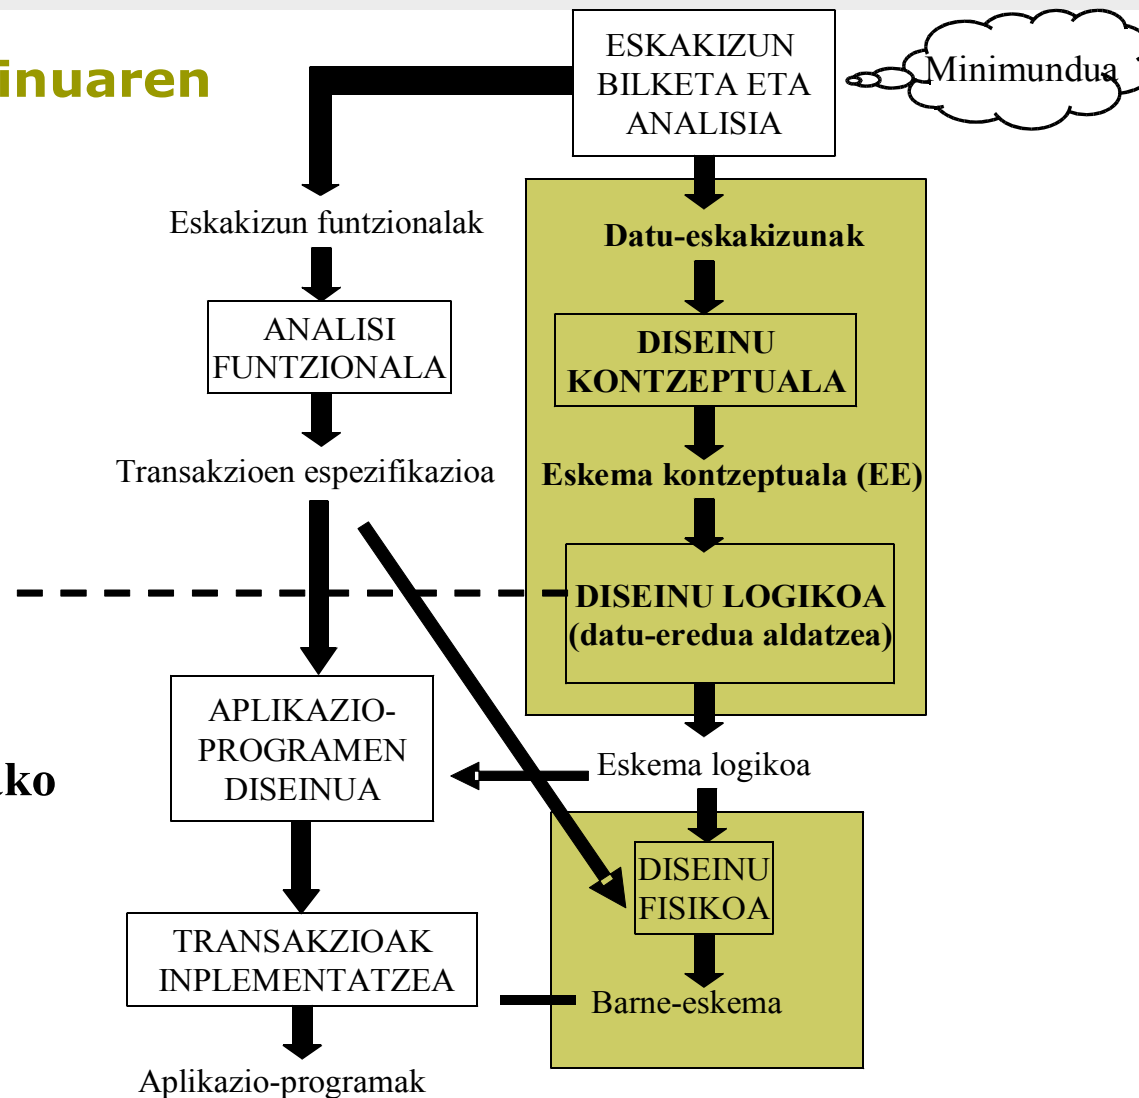 inuaren
ESKAKIZUN
BILKETA ETA
ANALISIA
Minimundua
Eskakizun funtzionalak
Datu-eskakizunak
ANALISI
FUNTZIONALA
DISEINU
KONTZEPTUALA
Transakzioen espezifikazioa
Eskema kontzeptuala (EE)
DISEINU LOGIKOA
(datu-eredua aldatzea)
APLIKAZIO-
PROGRAMEN
DISEINUA
Eskema logikoa
ako
DISEINU
FISIKOA
TRANSAKZIOAK
INPLEMENTATZEA
Barne-eskema
Aplikazio-programak